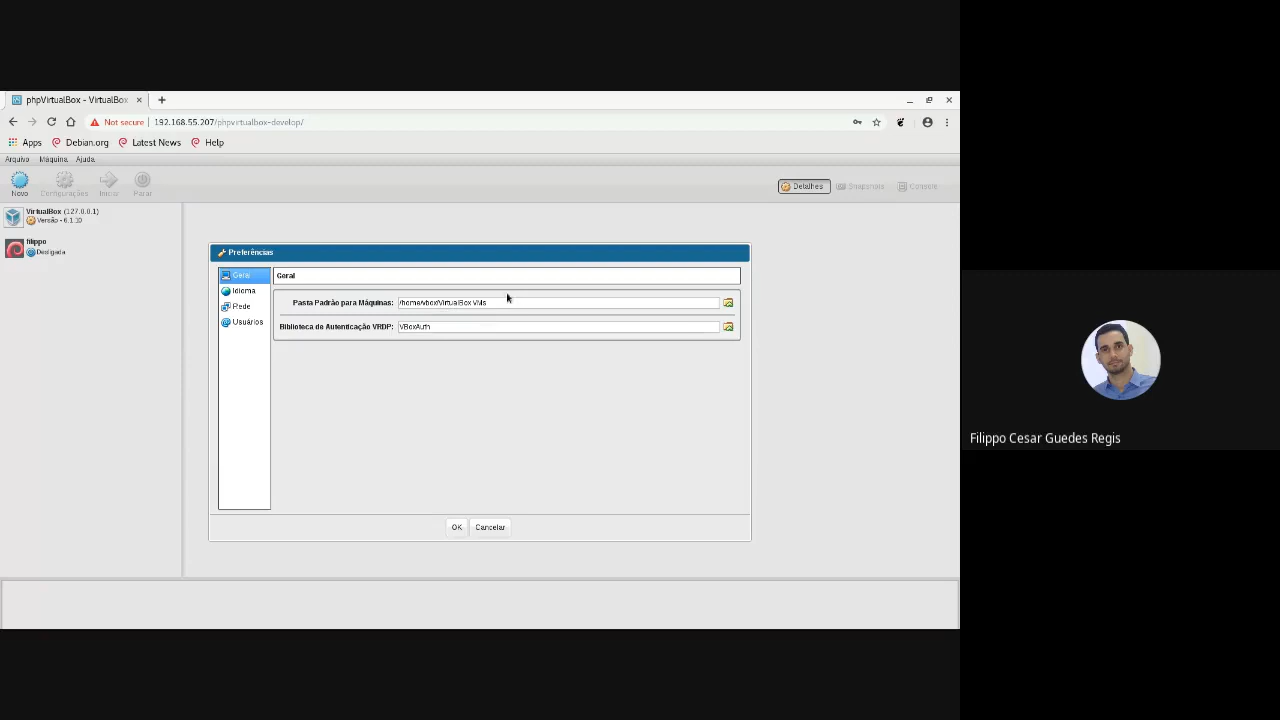 phpVirtualBox - VirtualBox
Not secure | 192.168.55.207/phpvirtualbox-develop/
Apps Debian.org Latest News Help
Arquivo Máquina Ajuda
Novo Configurações Iniciar Parar Detalhes Snapshots Console
VirtualBox (127.0.0.1)
Versão - 6.1.10
filippo
Desligada
Preferências
Geral
Idioma
Rede
Usuários
Geral
Pasta Padrão para Máquinas: /home/vbox/VirtualBox VMs
Biblioteca de Autenticação VRDP: VBoxAuth
OK Cancelar
Filippo Cesar Guedes Regis